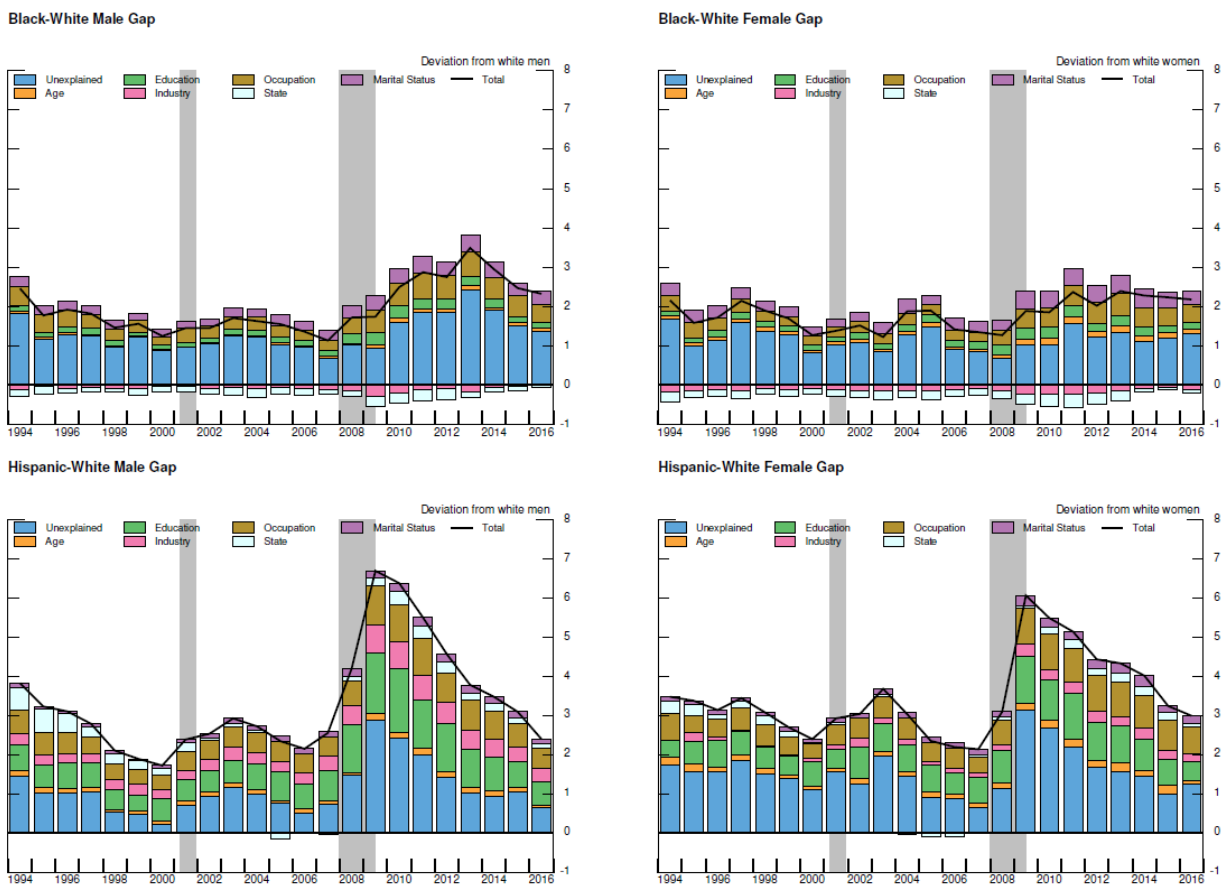 Black-White Male Gap
Deviation from white men
Unexplained Education Occupation Marital Status Total
Age Industry State
8
7
6
5
4
3
2
1
0
-1
1994 1996 1998 2000 2002 2004 2006 2008 2010 2012 2014 2016
Black-White Female Gap
Deviation from white women
Unexplained Education Occupation Marital Status Total
Age Industry State
8
7
6
5
4
3
2
1
0
-1
1994 1996 1998 2000 2002 2004 2006 2008 2010 2012 2014 2016
Hispanic-White Male Gap
Deviation from white men
Unexplained Education Occupation Marital Status Total
Age Industry State
8
7
6
5
4
3
2
1
0
-1
1994 1996 1998 2000 2002 2004 2006 2008 2010 2012 2014 2016
Hispanic-White Female Gap
Deviation from white women
Unexplained Education Occupation Marital Status Total
Age Industry State
8
7
6
5
4
3
2
1
0
-1
1994 1996 1998 2000 2002 2004 2006 2008 2010 2012 2014 2016